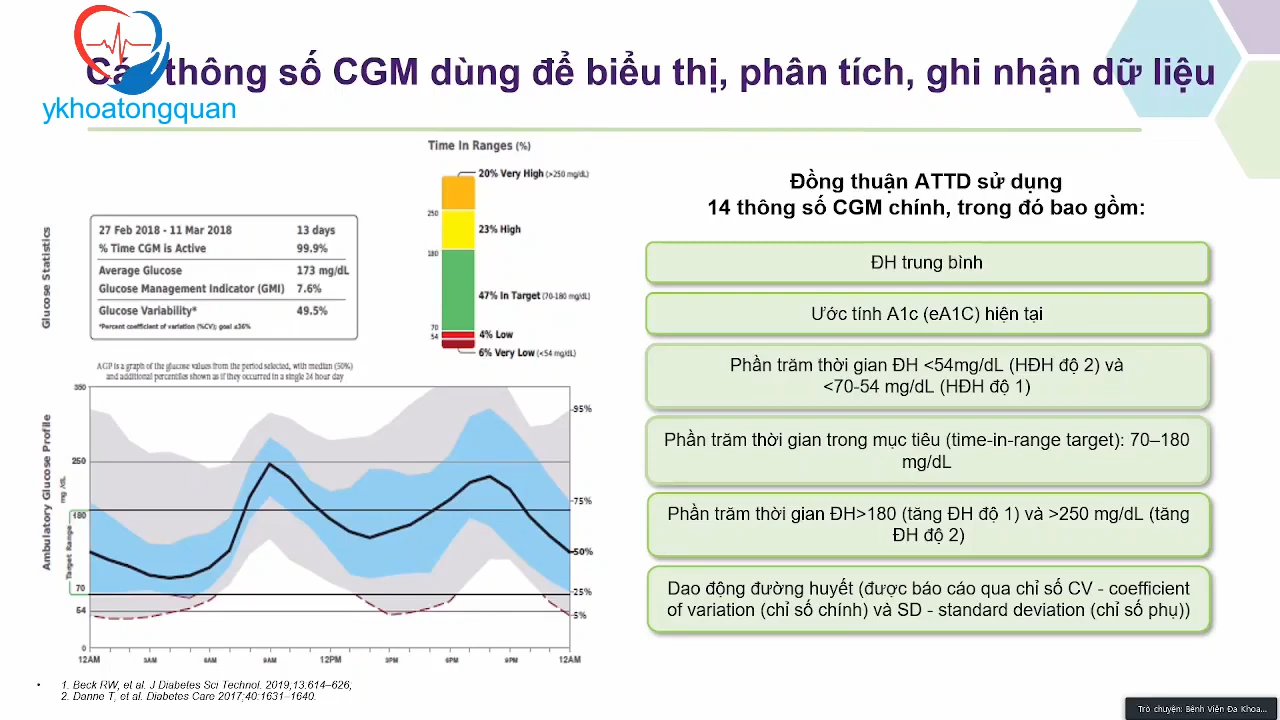 Các thông số CGM dùng để biểu thị, phân tích, ghi nhận dữ liệu
ykhoatongquan
Glucose Statistics
27 Feb 2018 - 11 Mar 2018 13 days
% Time CGM is Active 99.9%
Average Glucose 173 mg/dL
Glucose Management Indicator (GMI) 7.6%
Glucose Variability* 49.5%
*Percent coefficient of variation (%CV); goal ≤36%
Time In Ranges (%)
20% Very High (>250 mg/dL)
250
23% High
180
47% In Target (70-180 mg/dL)
70
4% Low
54
6% Very Low (<54 mg/dL)
AGP is a graph of the glucose values from the period selected, with median (50%)
and additional percentiles shown as if they occurred in a single 24 hour day
Ambulatory Glucose Profile
mg /dL
Target Range
350
250
180
70
54
0
95%
75%
50%
25%
5%
12AM 3AM 6AM 9AM 12PM 3PM 6PM 9PM 12AM
Đồng thuận ATTD sử dụng
14 thông số CGM chính, trong đó bao gồm:
ĐH trung bình
Ước tính A1c (eA1C) hiện tại
Phần trăm thời gian ĐH <54mg/dL (HĐH độ 2) và
<70-54 mg/dL (HĐH độ 1)
Phần trăm thời gian trong mục tiêu (time-in-range target): 70–180
mg/dL
Phần trăm thời gian ĐH>180 (tăng ĐH độ 1) và >250 mg/dL (tăng
ĐH độ 2)
Dao động đường huyết (được báo cáo qua chỉ số CV - coefficient
of variation (chỉ số chính) và SD - standard deviation (chỉ số phụ))
• 1. Beck RW, et al. J Diabetes Sci Technol. 2019;13:614–626;
2. Danne T, et al. Diabetes Care 2017;40:1631–1640.
Trò chuyện: Bệnh Viện Đa Khoa...